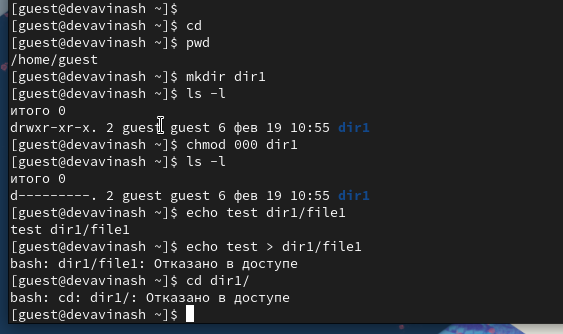 [guest@devavinash ~]$
[guest@devavinash ~]$ cd
[guest@devavinash ~]$ pwd
/home/guest
[guest@devavinash ~]$ mkdir dir1
[guest@devavinash ~]$ ls -l
итого 0
drwxr-xr-x. 2 guest guest 6 фев 19 10:55 dir1
[guest@devavinash ~]$ chmod 000 dir1
[guest@devavinash ~]$ ls -l
итого 0
d---------. 2 guest guest 6 фев 19 10:55 dir1
[guest@devavinash ~]$ echo test dir1/file1
test dir1/file1
[guest@devavinash ~]$ echo test > dir1/file1
bash: dir1/file1: Отказано в доступе
[guest@devavinash ~]$ cd dir1/
bash: cd: dir1/: Отказано в доступе
[guest@devavinash ~]$